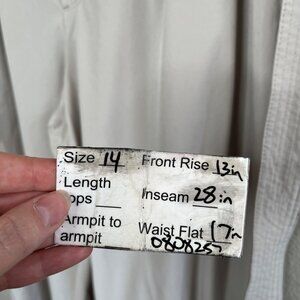 Size 14 Front Rise 13in
Length
ops Inseam 28in
Armpit to
armpit Waist Flat 17in
0808257